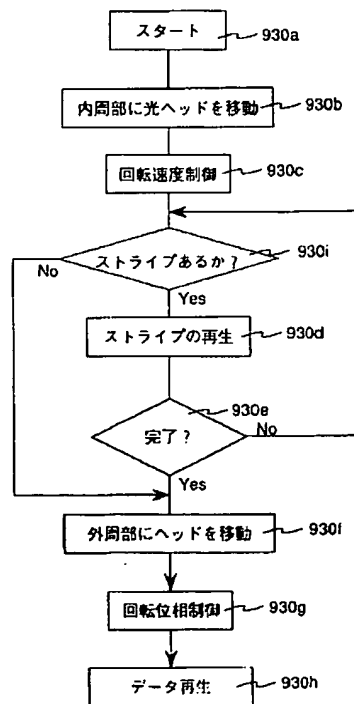 スタート
930a
内周部に光ヘッドを移動
930b
回転速度制御
930c
ストライプあるか?
930i
No
Yes
ストライプの再生
930d
完了?
930e
No
Yes
外周部にヘッドを移動
930f
回転位相制御
930g
データ再生
930h